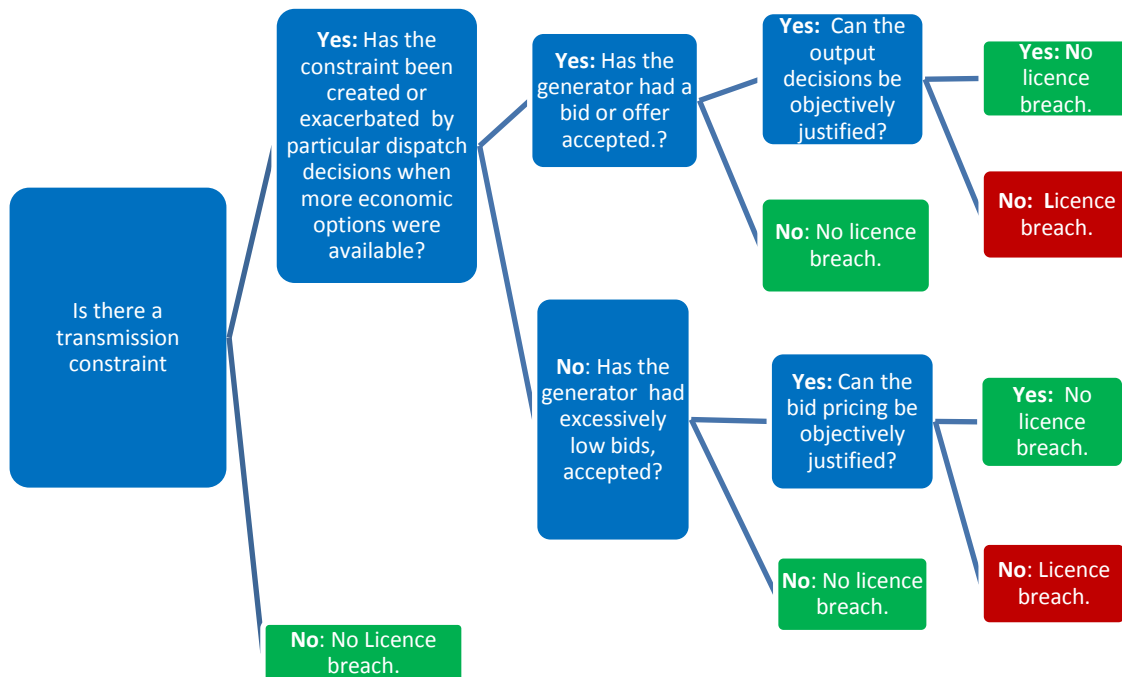 Is there a
transmission
constraint
Yes: Has the
constraint been
created or
exacerbated by
particular dispatch
decisions when
more economic
options were
available?
No: No Licence
breach.
Yes: Has the
generator had a
bid or offer
accepted.?
No: Has the
generator had
excessively
low bids,
accepted?
Yes: Can the
output
decisions be
objectively
justified?
No: No licence
breach.
Yes: Can the
bid pricing be
objectively
justified?
No: No licence
breach.
Yes: No
licence
breach.
No: Licence
breach.
Yes: No
licence
breach.
No: Licence
breach.